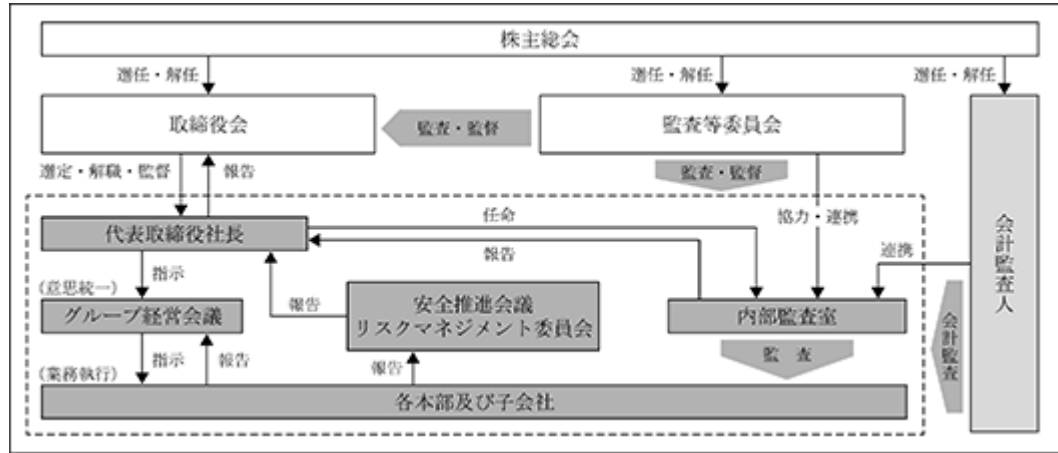 株主総会
選任・解任
選任・解任
選任・解任
取締役会
監査・監督
監査等委員会
選定・解職・監督
報告
監査・監督
代表取締役社長
任命
協力・連携
報告
連携
会計監査人
指示
(意思統一)
グループ経営会議
報告
安全推進会議
リスクマネジメント委員会
内部監査室
会計監査
指示
報告
報告
監 査
(業務執行)
各本部及び子会社